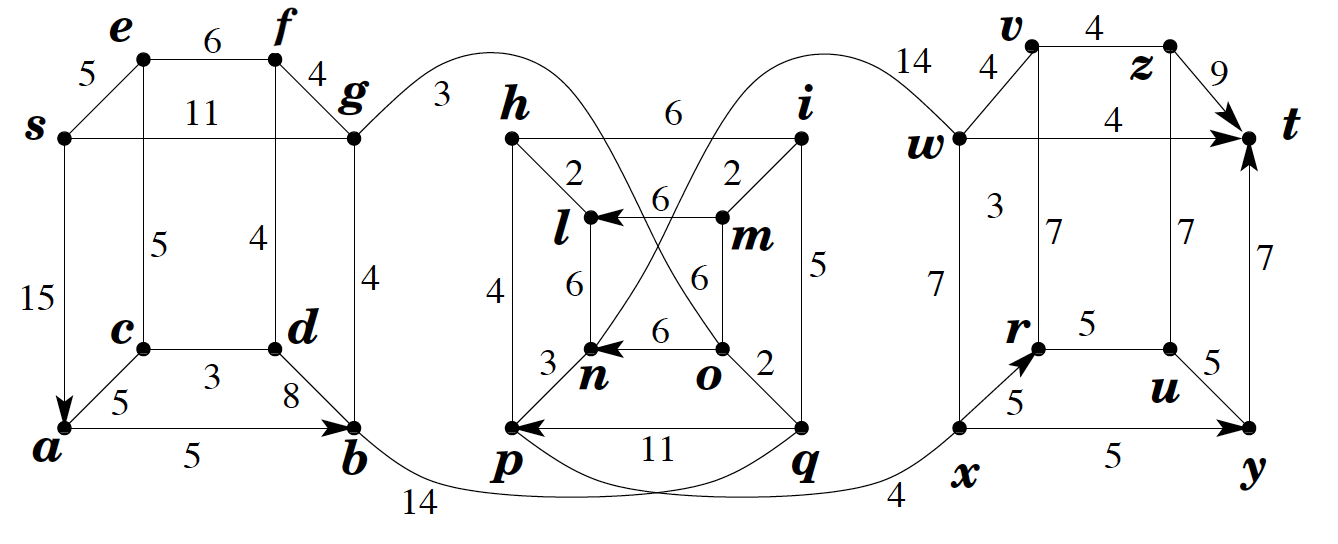 e 6 f v 4 z
5 4 14 4 9
s 11 g 3 h 6 i w 4 t
2 6 2
l m
5 4 4 4 6 6 5 3 7 7 7
15 7
c d 6 r 5
3 n o 2 u
5 3 8 5 5
a 5 b p 11 q x 5 y
14 4